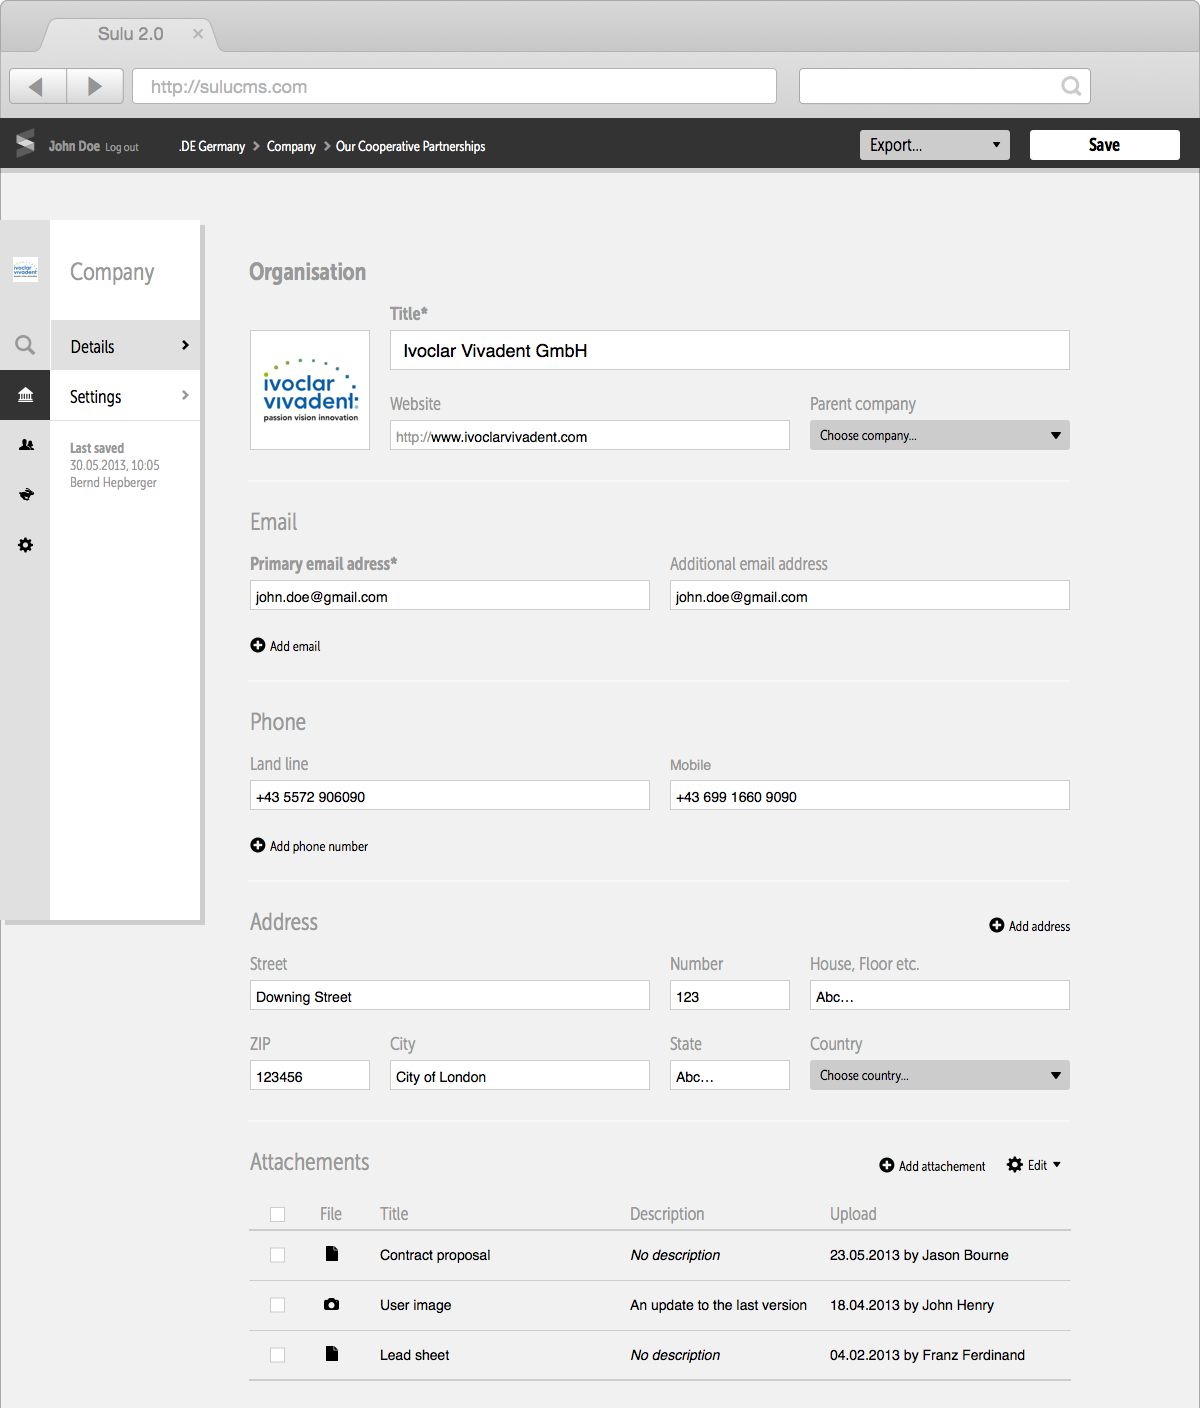 Sulu 2.0
http://sulucms.com
John Doe Log out
.DE Germany
Company
Our Cooperative Partnerships
Export...
Save
Company
Details
Settings
Last saved
30.05.2013, 10:05
Bernd Hepberger
Organisation
Title*
ivoclar
vivadent:
passion vision innovation
Ivoclar Vivadent GmbH
Website
Parent company
http://www.ivoclarvivadent.com
Choose company...
Email
Primary email adress*
Additional email address
john.doe@gmail.com
john.doe@gmail.com
Add email
Phone
Land line
Mobile
+43 5572 906090
+43 699 1660 9090
Add phone number
Address
Add address
Street
Number
House, Floor etc.
Downing Street
123
Abc...
ZIP
City
State
Country
123456
City of London
Abc...
Choose country...
Attachements
Add attachement
Edit
File
Title
Description
Upload
Contract proposal
No description
23.05.2013 by Jason Bourne
User image
An update to the last version
18.04.2013 by John Henry
Lead sheet
No description
04.02.2013 by Franz Ferdinand